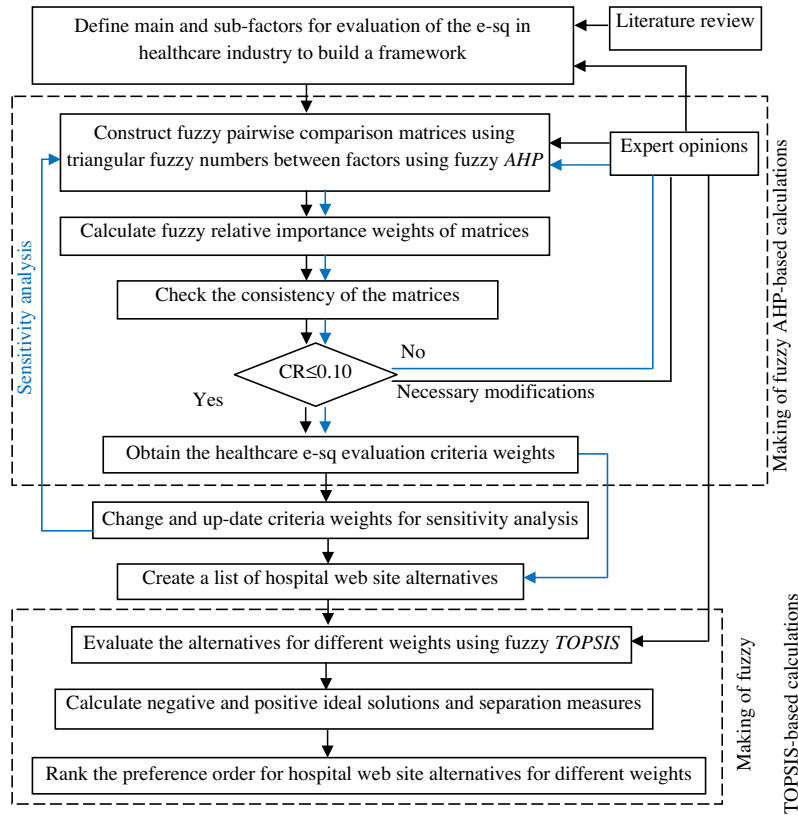 Define main and sub-factors for evaluation of the e-sq
in healthcare industry to build a framework
Literature review
Construct fuzzy pairwise comparison matrices using
triangular fuzzy numbers between factors using fuzzy AHP
Expert opinions
Calculate fuzzy relative importance weights of matrices
Check the consistency of the matrices
CR≤0.10
No
Necessary modifications
Yes
Obtain the healthcare e-sq evaluation criteria weights
Sensitivity analysis
Making of fuzzy AHP-based calculations
Change and up-date criteria weights for sensitivity analysis
Create a list of hospital web site alternatives
Evaluate the alternatives for different weights using fuzzy TOPSIS
Calculate negative and positive ideal solutions and separation measures
Rank the preference order for hospital web site alternatives for different weights
Making of fuzzy
TOPSIS-based calculations